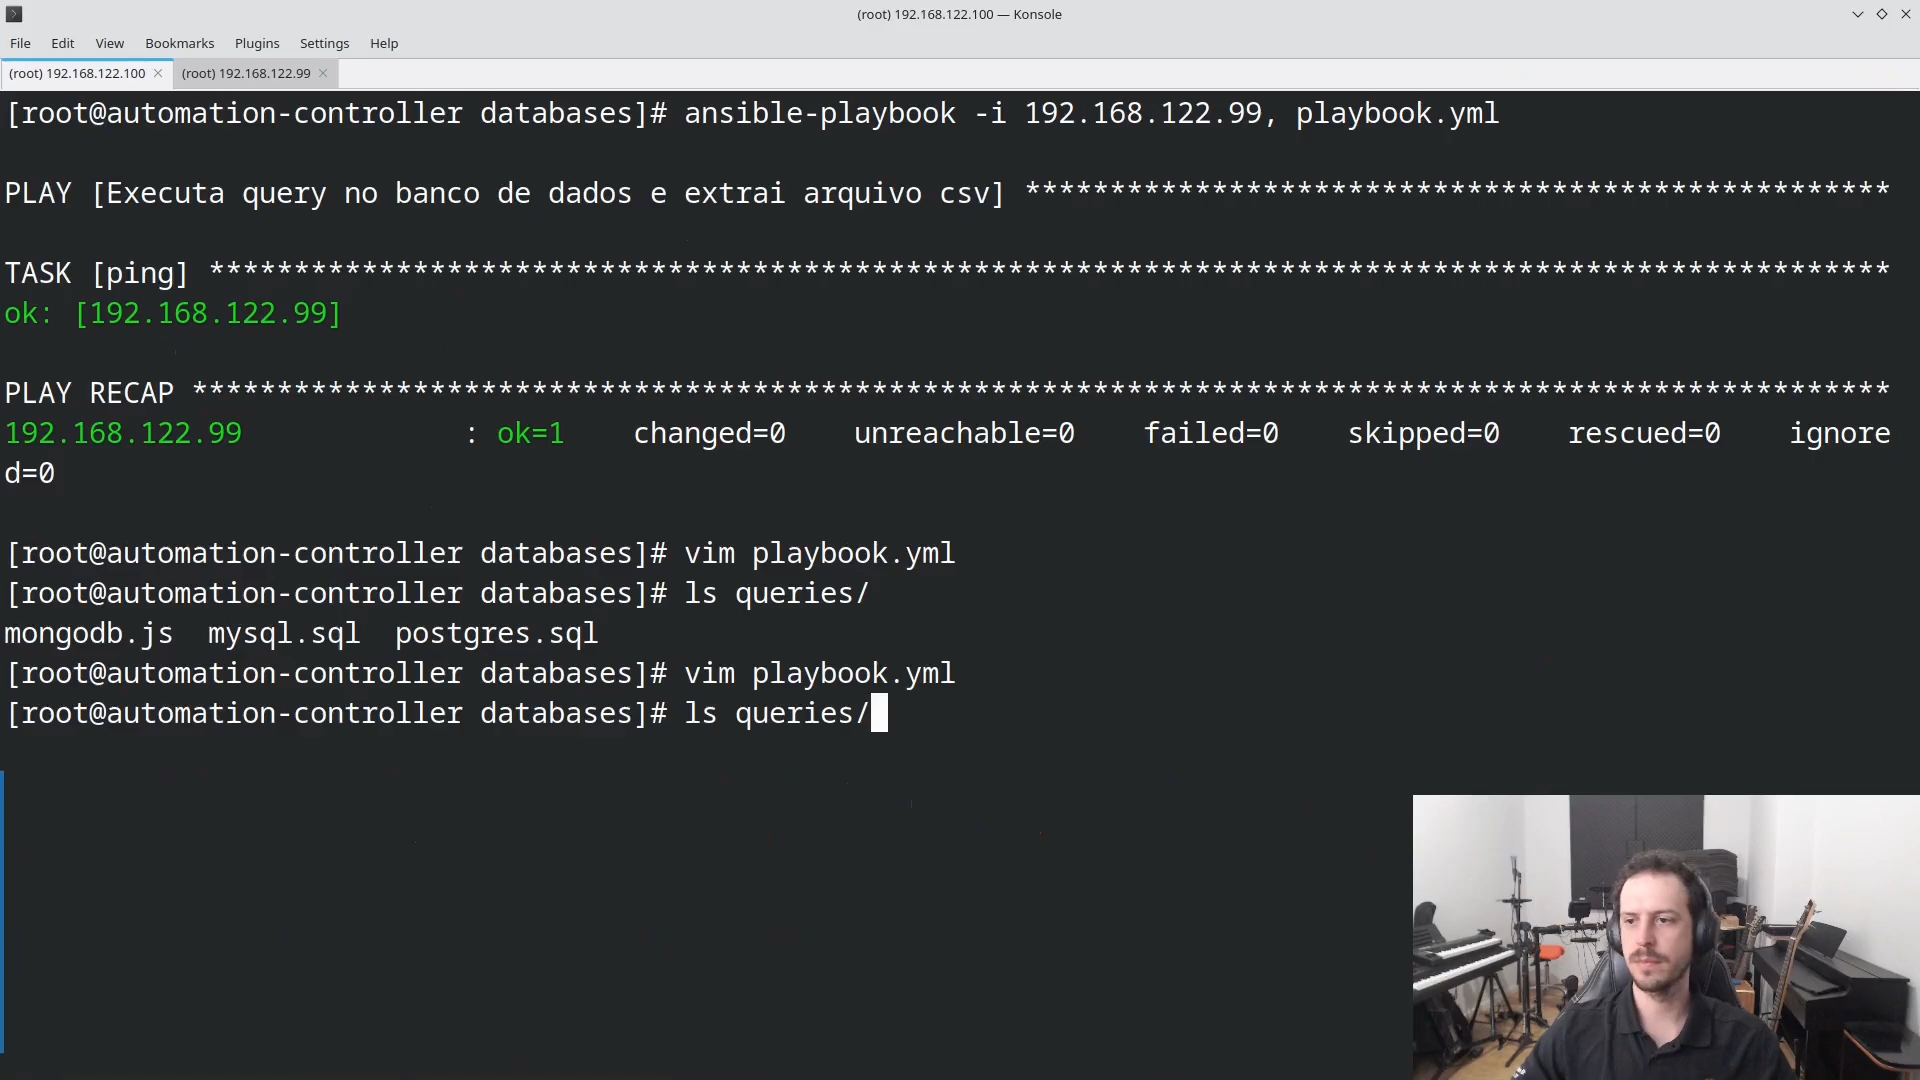 (root) 192.168.122.100 — Konsole
File Edit View Bookmarks Plugins Settings Help
(root) 192.168.122.100 (root) 192.168.122.99
[root@automation-controller databases]# ansible-playbook -i 192.168.122.99, playbook.yml
PLAY [Executa query no banco de dados e extrai arquivo csv] ***************************************************
TASK [ping] ***************************************************************************************************
ok: [192.168.122.99]
PLAY RECAP ****************************************************************************************************
192.168.122.99 : ok=1 changed=0 unreachable=0 failed=0 skipped=0 rescued=0 ignore
d=0
[root@automation-controller databases]# vim playbook.yml
[root@automation-controller databases]# ls queries/
mongodb.js mysql.sql postgres.sql
[root@automation-controller databases]# vim playbook.yml
[root@automation-controller databases]# ls queries/